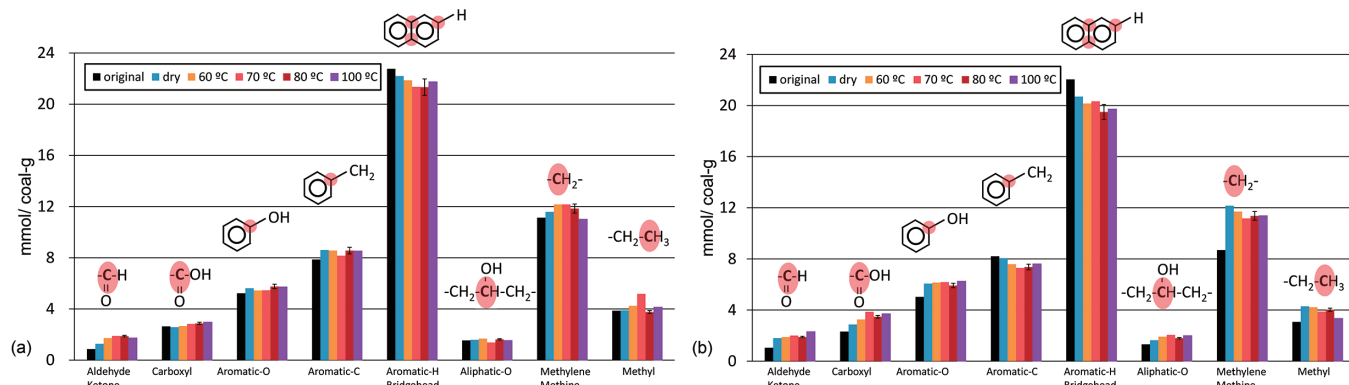 H
24
original dry 60 ºC 70 ºC 80 ºC 100 ºC
20
16
12
8
4
0
mmol/ coal-g
-C-H
O
-C-OH
O
OH
CH2
OH
-CH2-CH-CH2-
-CH2-
-CH2-CH3
(a)
Aldehyde
Ketone
Carboxyl
Aromatic-O
Aromatic-C
Aromatic-H
Bridgehead
Aliphatic-O
Methylene
Methine
Methyl
H
24
original dry 60 ºC 70 ºC 80 ºC 100 ºC
20
16
12
8
4
0
mmol/ coal-g
-C-H
O
-C-OH
O
OH
CH2
OH
-CH2-CH-CH2-
-CH2-
-CH2-CH3
(b)
Aldehyde
Ketone
Carboxyl
Aromatic-O
Aromatic-C
Aromatic-H
Bridgehead
Aliphatic-O
Methylene
Methine
Methyl